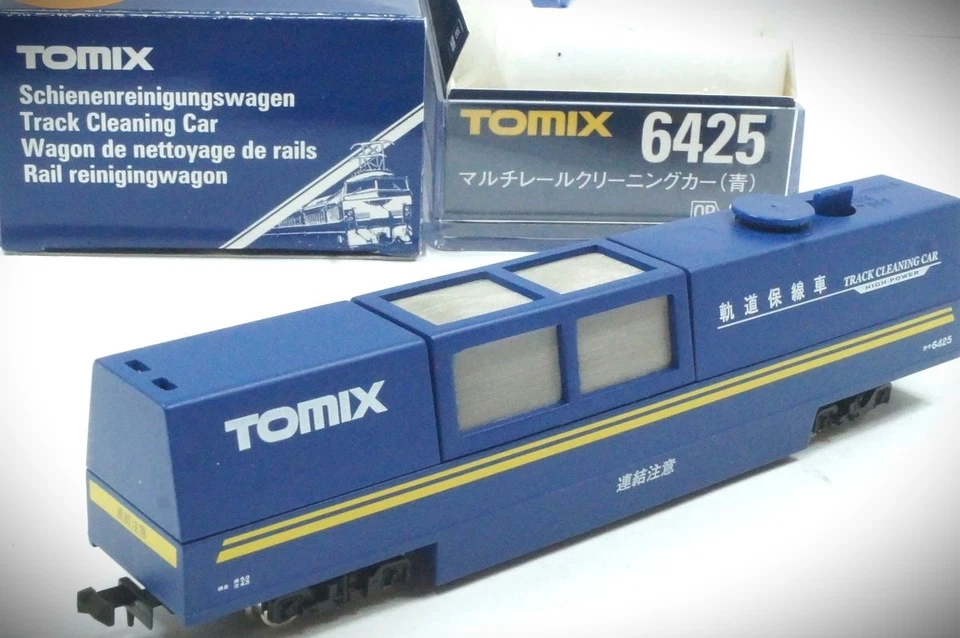 TOMIX
Schienenreinigungswagen
Track Cleaning Car
Wagon de nettoyage de rails
Rail reinigingwagon
TOMIX 6425
マルチレールクリーニングカー(青)
TOMIX
軌道保線車
TRACK CLEANING CAR
HIGH-POWER
6425
連結注意